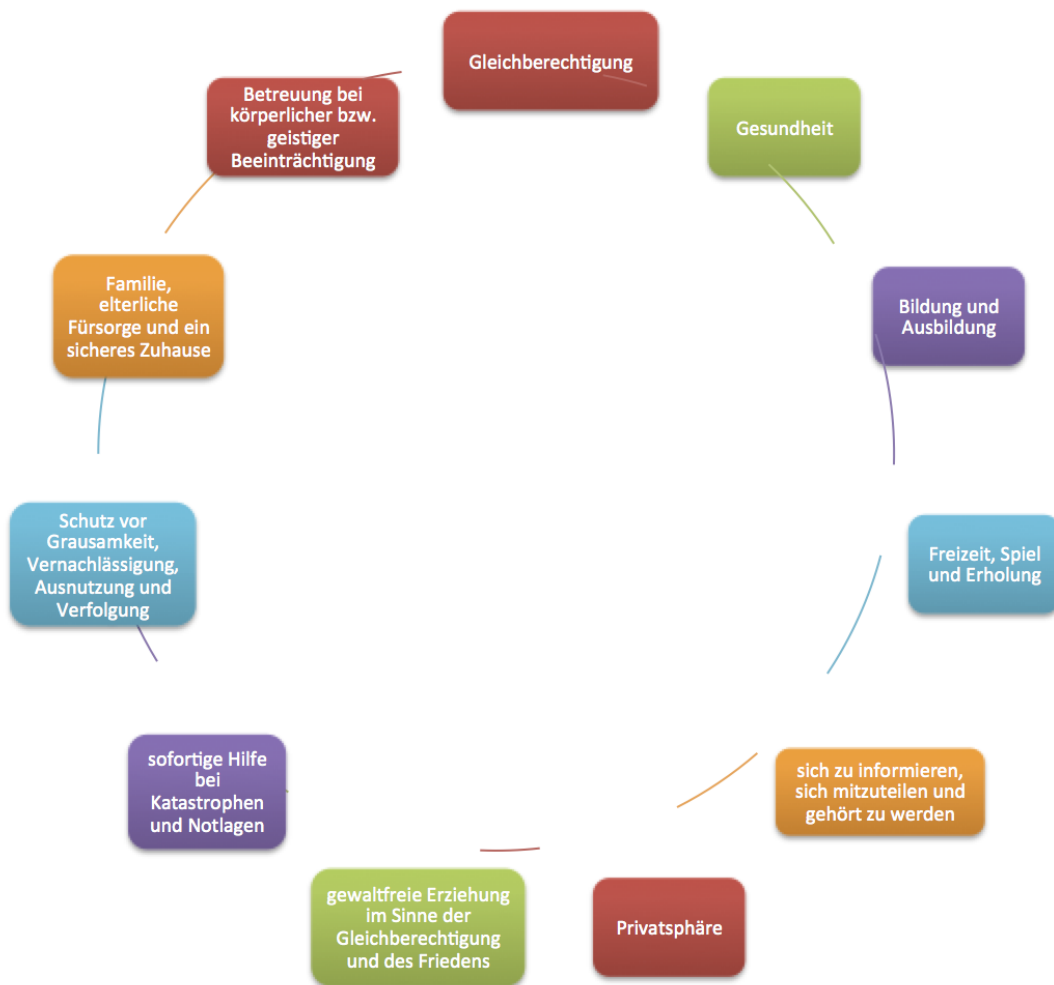 Gleichberechtigung
Gesundheit
Bildung und
Ausbildung
Freizeit, Spiel
und Erholung
sich zu informieren,
sich mitzuteilen und
gehört zu werden
Privatsphäre
gewaltfreie Erziehung
im Sinne der
Gleichberechtigung
und des Friedens
sofortige Hilfe
bei
Katastrophen
und Notlagen
Schutz vor
Grausamkeit,
Vernachlässigung,
Ausnutzung und
Verfolgung
Familie,
elterliche
Fürsorge und ein
sicheres Zuhause
Betreuung bei
körperlicher bzw.
geistiger
Beeinträchtigung